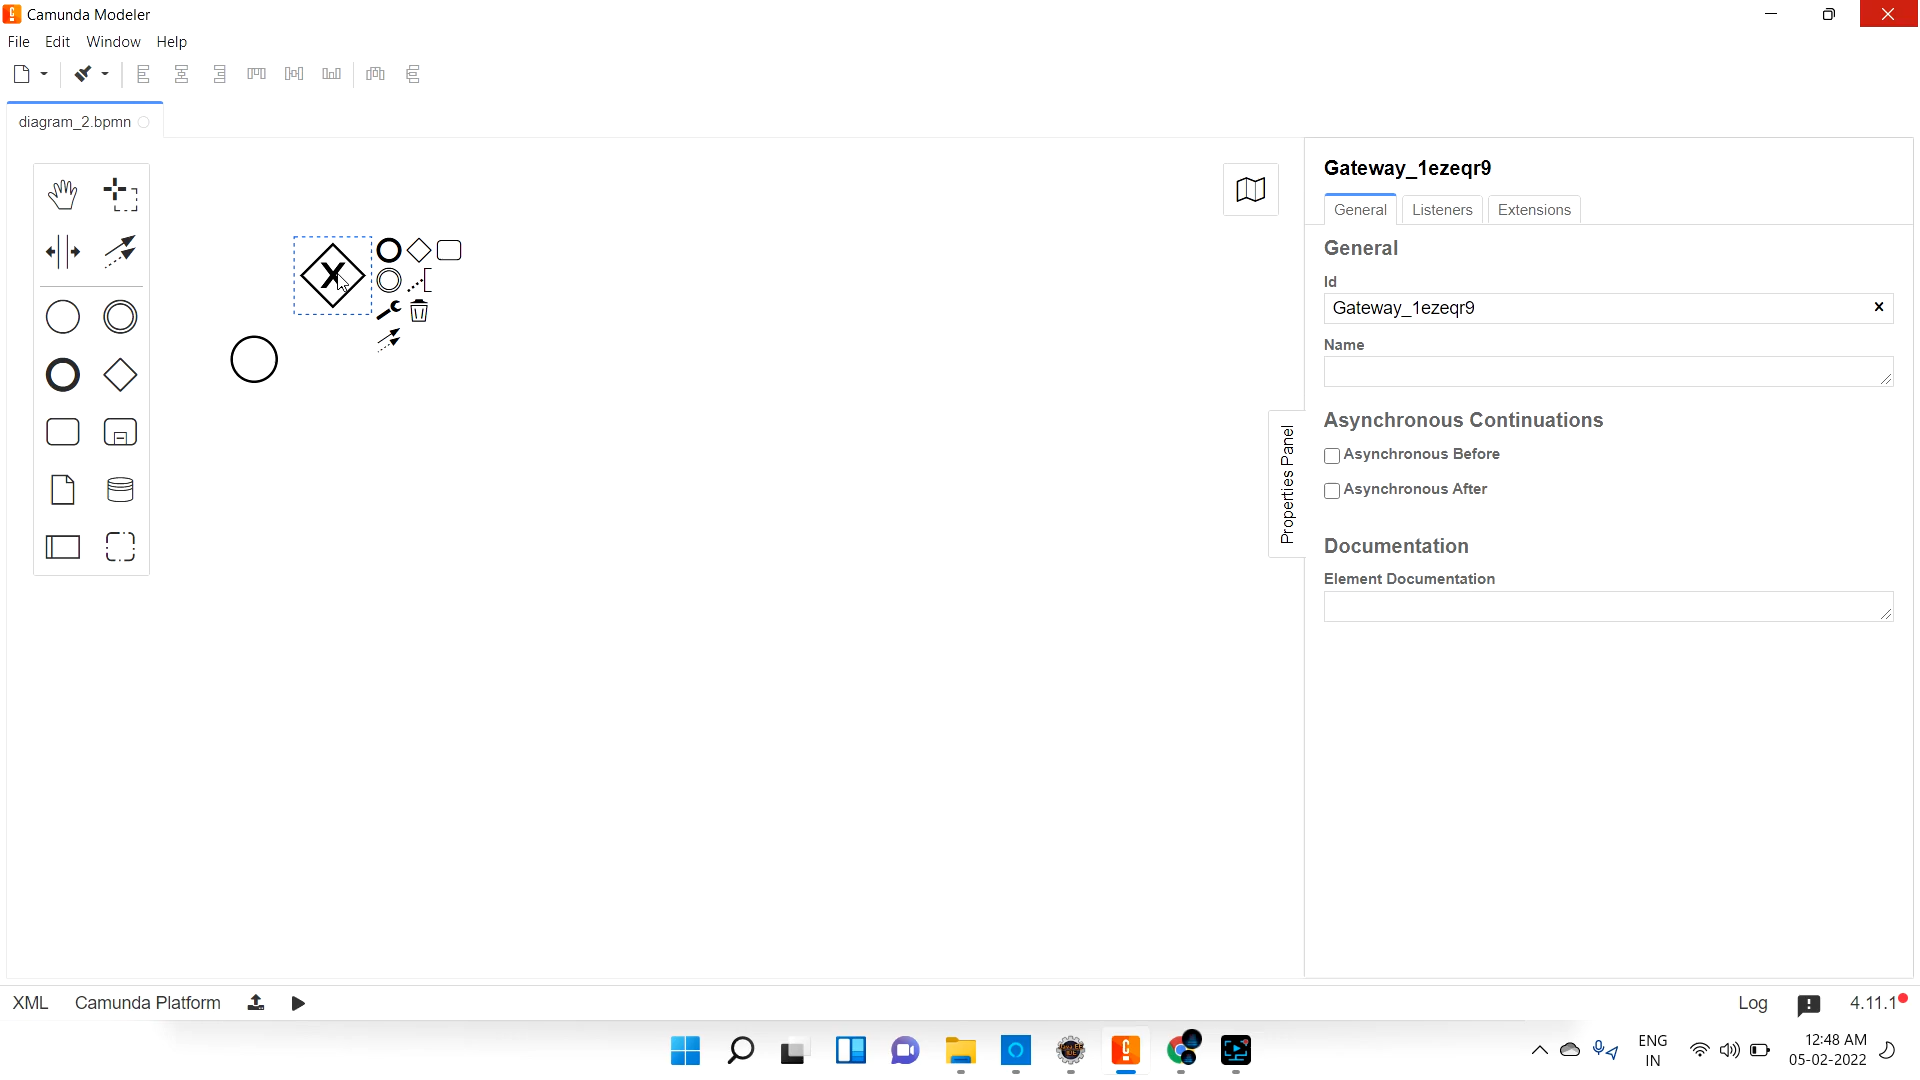 Camunda Modeler
File Edit Window Help
diagram_2.bpmn
Gateway_1ezeqr9
General Listeners Extensions
General
Id
Gateway_1ezeqr9
Name
Asynchronous Continuations
Asynchronous Before
Asynchronous After
Documentation
Element Documentation
Properties Panel
XML Camunda Platform Log 4.11.1
ENG
IN
12:48 AM
05-02-2022